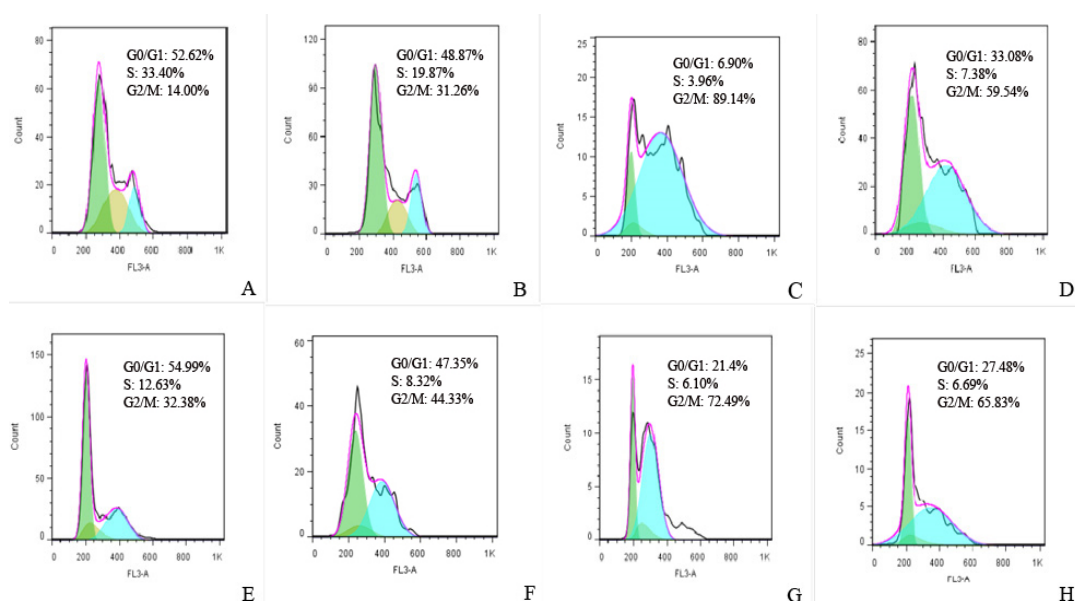 80
60
40
20
0
Count
G0/G1: 52.62%
S: 33.40%
G2/M: 14.00%
0 200 400 600 800 1K
FL3-A
A
120
90
60
30
0
Count
G0/G1: 48.87%
S: 19.87%
G2/M: 31.26%
0 200 400 600 800 1K
FL3-A
B
25
20
15
10
5
0
Count
G0/G1: 6.90%
S: 3.96%
G2/M: 89.14%
0 200 400 600 800 1K
FL3-A
C
80
60
40
20
0
Count
G0/G1: 33.08%
S: 7.38%
G2/M: 59.54%
0 200 400 600 800 1K
FL3-A
D
150
100
50
0
Count
G0/G1: 54.99%
S: 12.63%
G2/M: 32.38%
0 200 400 600 800 1K
FL3-A
E
60
40
20
0
Count
G0/G1: 47.35%
S: 8.32%
G2/M: 44.33%
0 200 400 600 800 1K
FL3-A
F
15
10
5
0
Count
G0/G1: 21.4%
S: 6.10%
G2/M: 72.49%
0 200 400 600 800 1K
FL3-A
G
25
20
15
10
5
0
Count
G0/G1: 27.48%
S: 6.69%
G2/M: 65.83%
0 200 400 600 800 1K
FL3-A
H